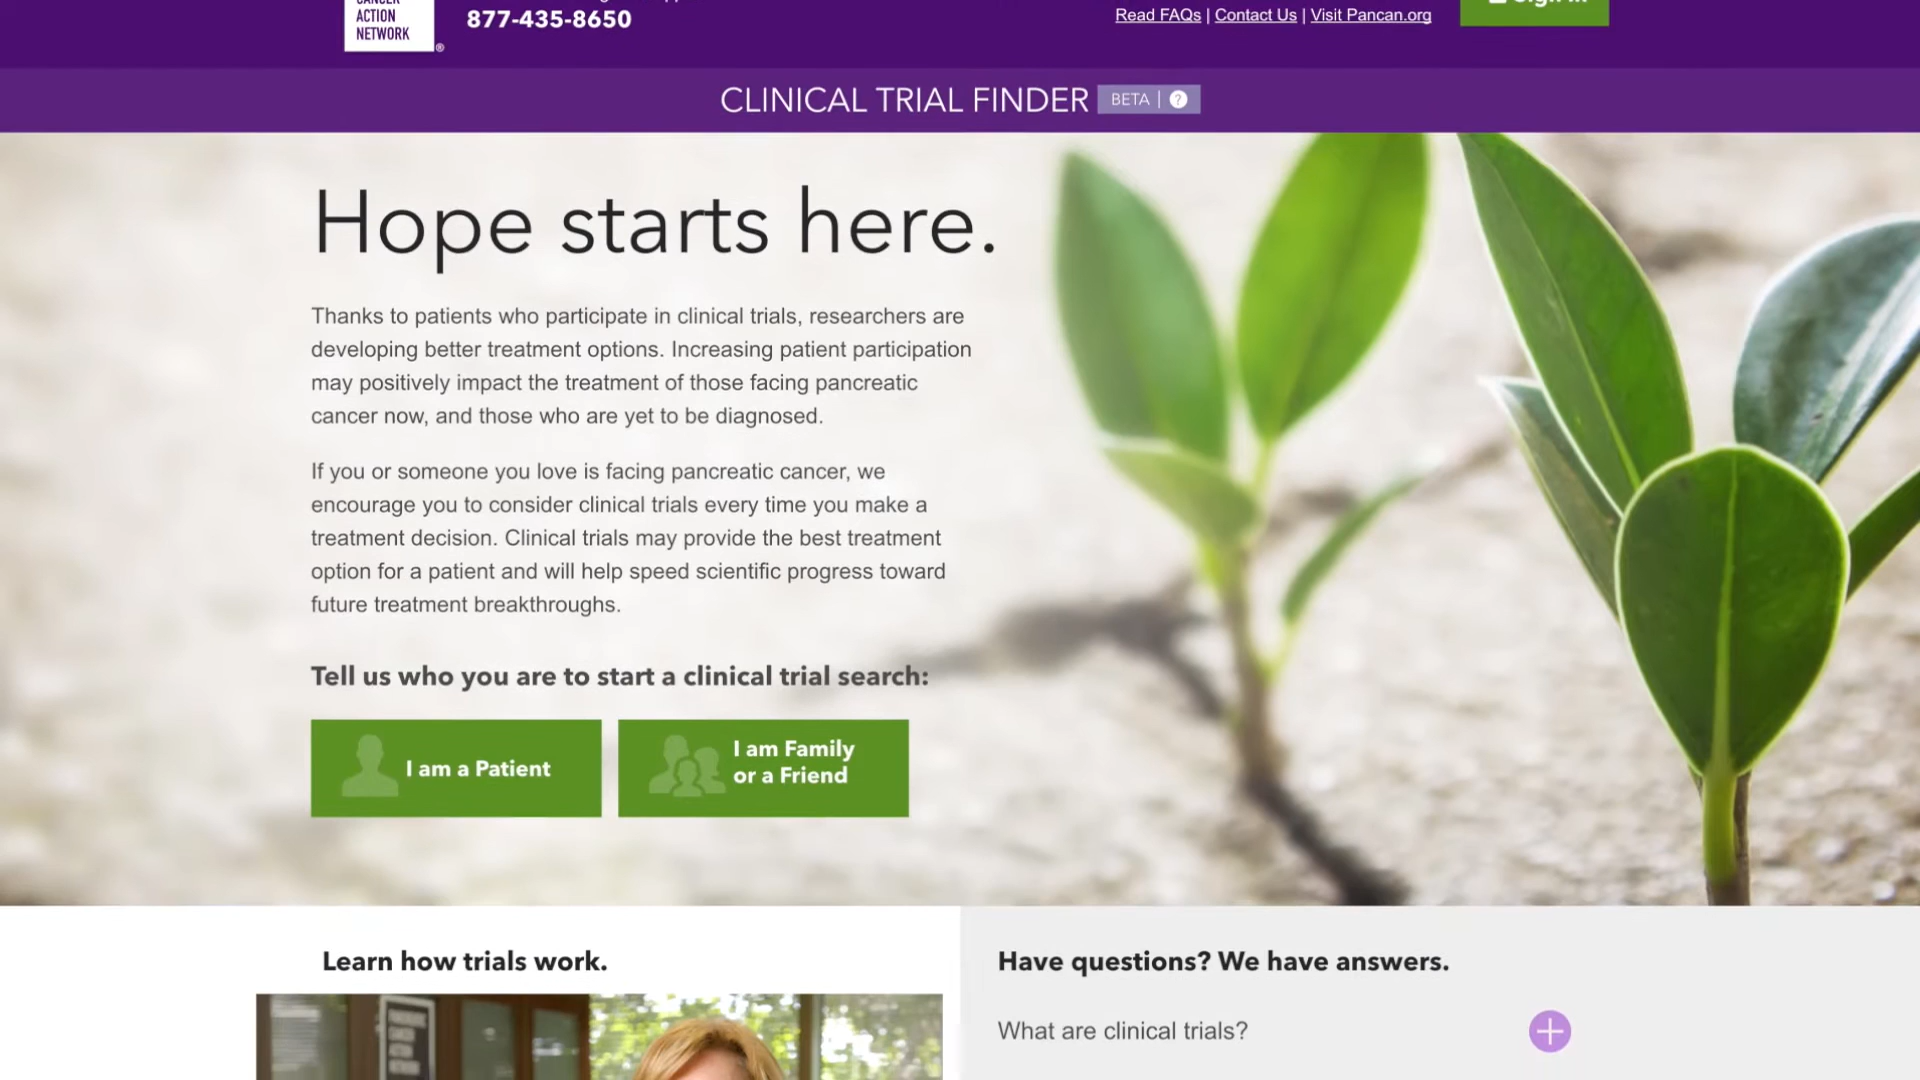 ACTION
NETWORK
®
877-435-8650
Read FAQs | Contact Us | Visit Pancan.org
CLINICAL TRIAL FINDER BETA | ?
Hope starts here.
Thanks to patients who participate in clinical trials, researchers are
developing better treatment options. Increasing patient participation
may positively impact the treatment of those facing pancreatic
cancer now, and those who are yet to be diagnosed.
If you or someone you love is facing pancreatic cancer, we
encourage you to consider clinical trials every time you make a
treatment decision. Clinical trials may provide the best treatment
option for a patient and will help speed scientific progress toward
future treatment breakthroughs.
Tell us who you are to start a clinical trial search:
I am a Patient
I am Family
or a Friend
Learn how trials work.
Have questions? We have answers.
What are clinical trials?